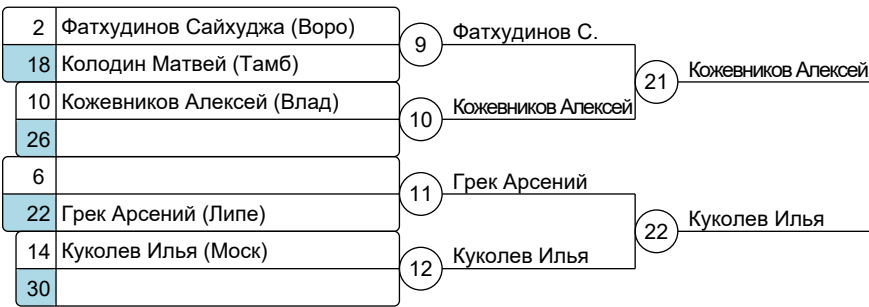 2 Фатхудинов Сайхуджа (Воро)
9 Фатхудинов С.
18 Колодин Матвей (Тамб)
21 Кожевников Алексей
10 Кожевников Алексей (Влад)
10 Кожевников Алексей
26
6
11 Грек Арсений
22 Грек Арсений (Липе)
22 Куколев Илья
14 Куколев Илья (Моск)
12 Куколев Илья
30